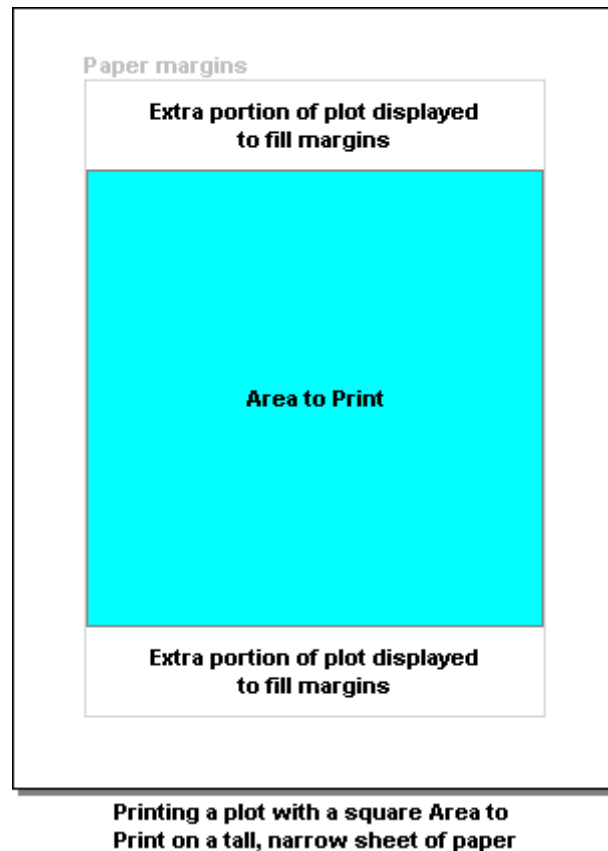 Paper margins
Extra portion of plot displayed
to fill margins
Area to Print
Extra portion of plot displayed
to fill margins
Printing a plot with a square Area to
Print on a tall, narrow sheet of paper